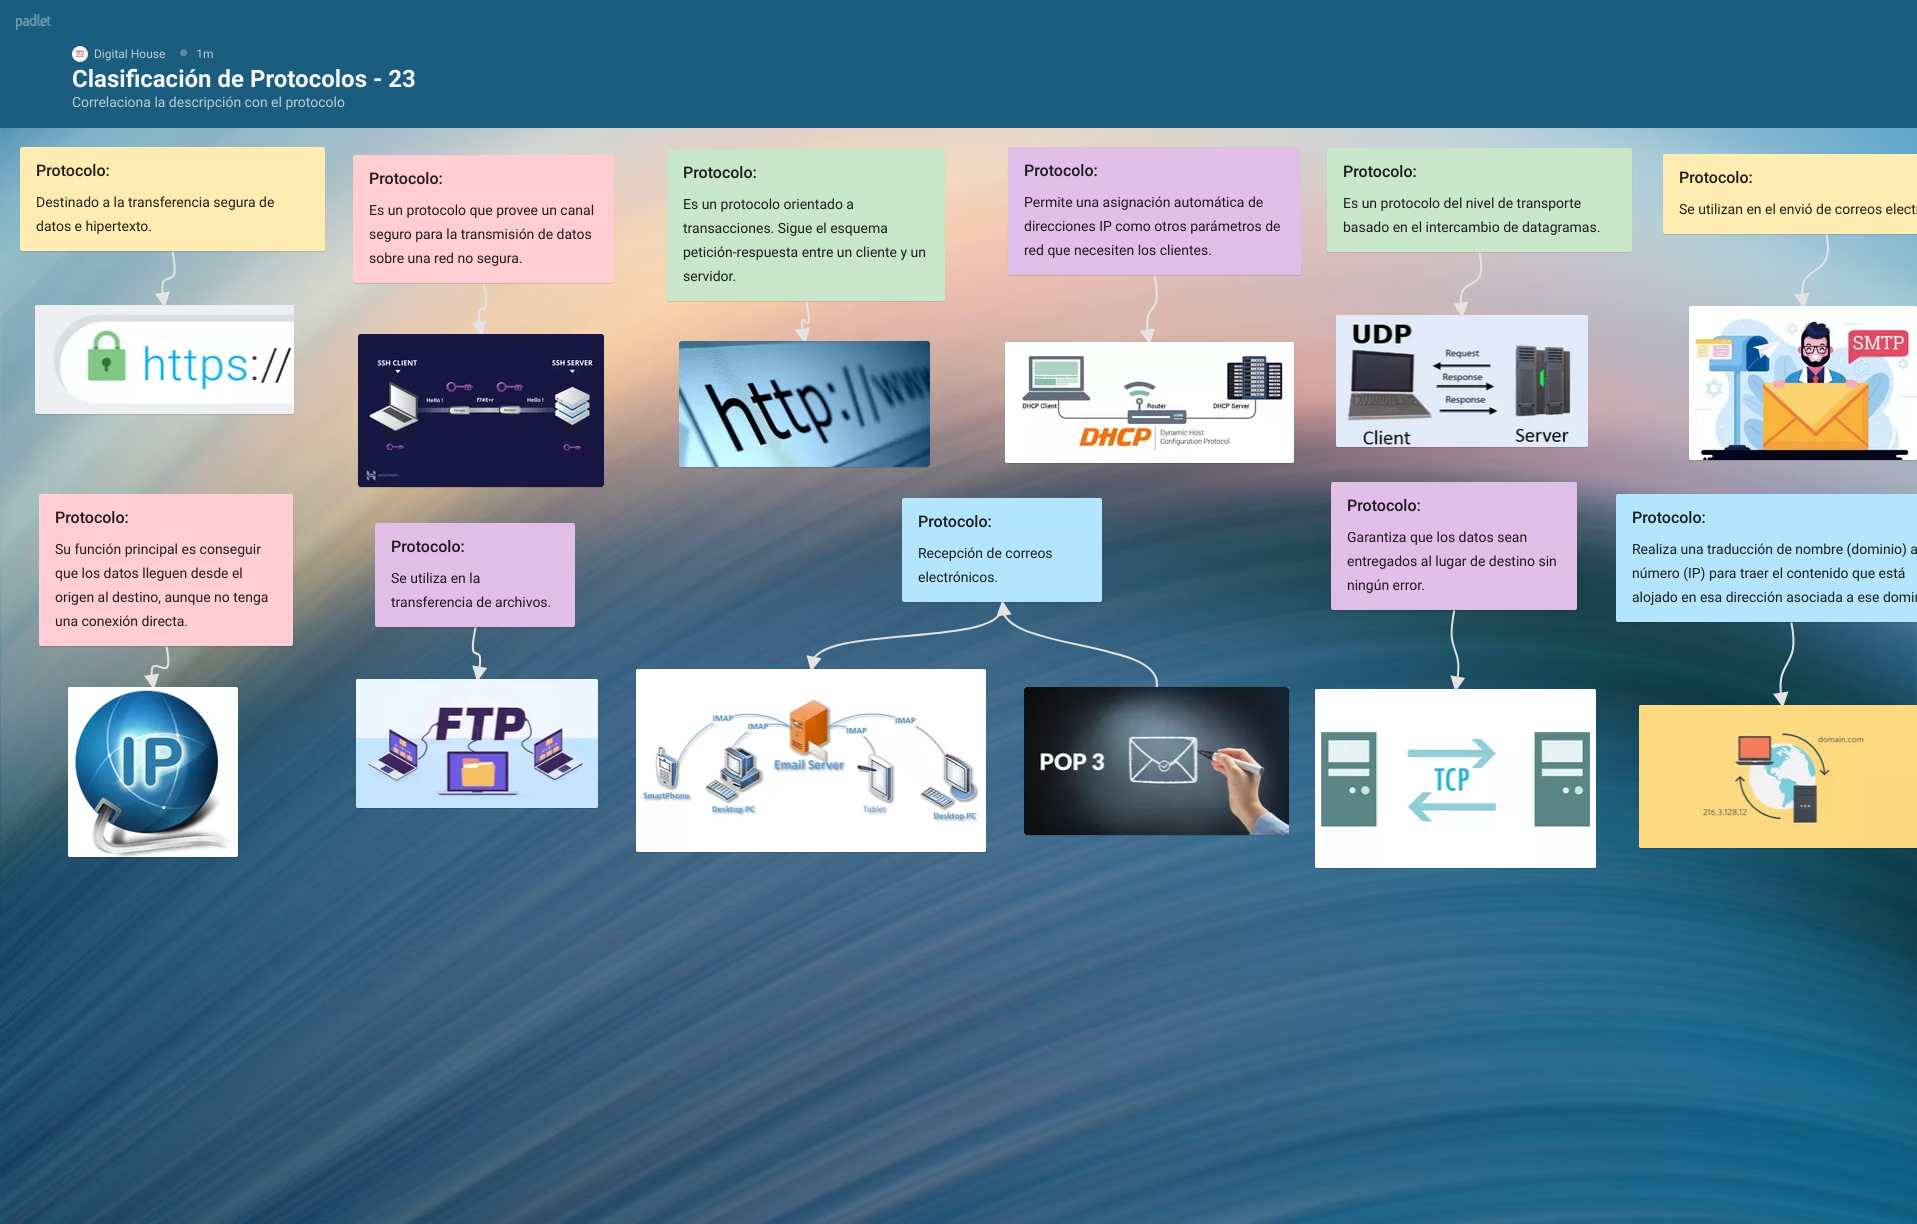 padlet
Digital House 1m
Clasificación de Protocolos - 23
Correlaciona la descripción con el protocolo
Protocolo:
Destinado a la transferencia segura de
datos e hipertexto.
https://
Protocolo:
Es un protocolo que provee un canal
seguro para la transmisión de datos
sobre una red no segura.
SSH CLIENT
SSH SERVER
Hello !
Hello !
Protocolo:
Es un protocolo orientado a
transacciones. Sigue el esquema
petición-respuesta entre un cliente y un
servidor.
http://www
Protocolo:
Permite una asignación automática de
direcciones IP como otros parámetros de
red que necesiten los clientes.
DHCP Client
Router
DHCP Server
DHCP
Dynamic Host
Configuration Protocol
Protocolo:
Es un protocolo del nivel de transporte
basado en el intercambio de datagramas.
UDP
Request
Response
Response
Client
Server
Protocolo:
Se utilizan en el envió de correos elect
SMTP
Protocolo:
Su función principal es conseguir
que los datos lleguen desde el
origen al destino, aunque no tenga
una conexión directa.
IP
Protocolo:
Se utiliza en la
transferencia de archivos.
FTP
Protocolo:
Recepción de correos
electrónicos.
IMAP
IMAP
IMAP
IMAP
Email Server
SmartPhone
Desktop PC
Tablet
Desktop PC
POP 3
Protocolo:
Garantiza que los datos sean
entregados al lugar de destino sin
ningún error.
TCP
Protocolo:
Realiza una traducción de nombre (dominio) a
número (IP) para traer el contenido que está
alojado en esa dirección asociada a ese domi
domain.com
216.3.128.12